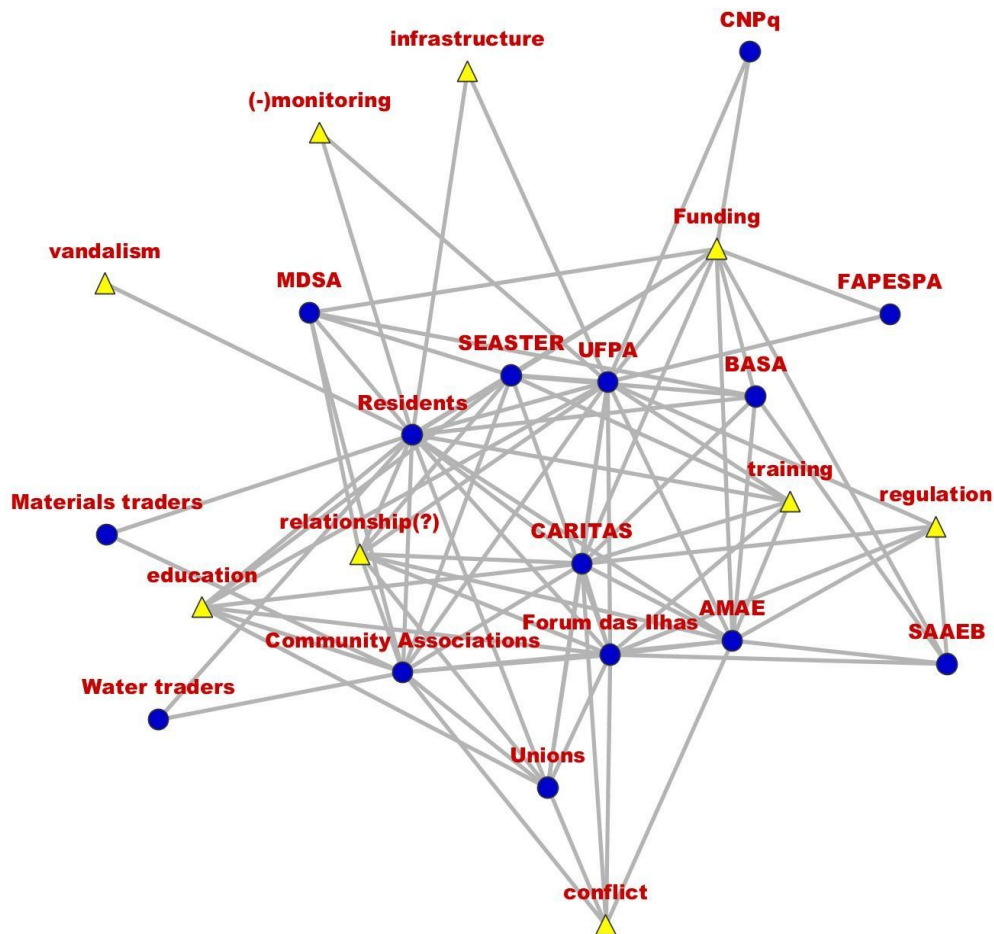 CNPq
infrastructure
(-)monitoring
Funding
vandalism
MDSA
FAPESPA
SEASTER
UFPA
BASA
Residents
training
regulation
Materials traders
relationship(?)
CARITAS
education
AMAE
Forum das Ilhas
SAAEB
Community Associations
Water traders
Unions
conflict